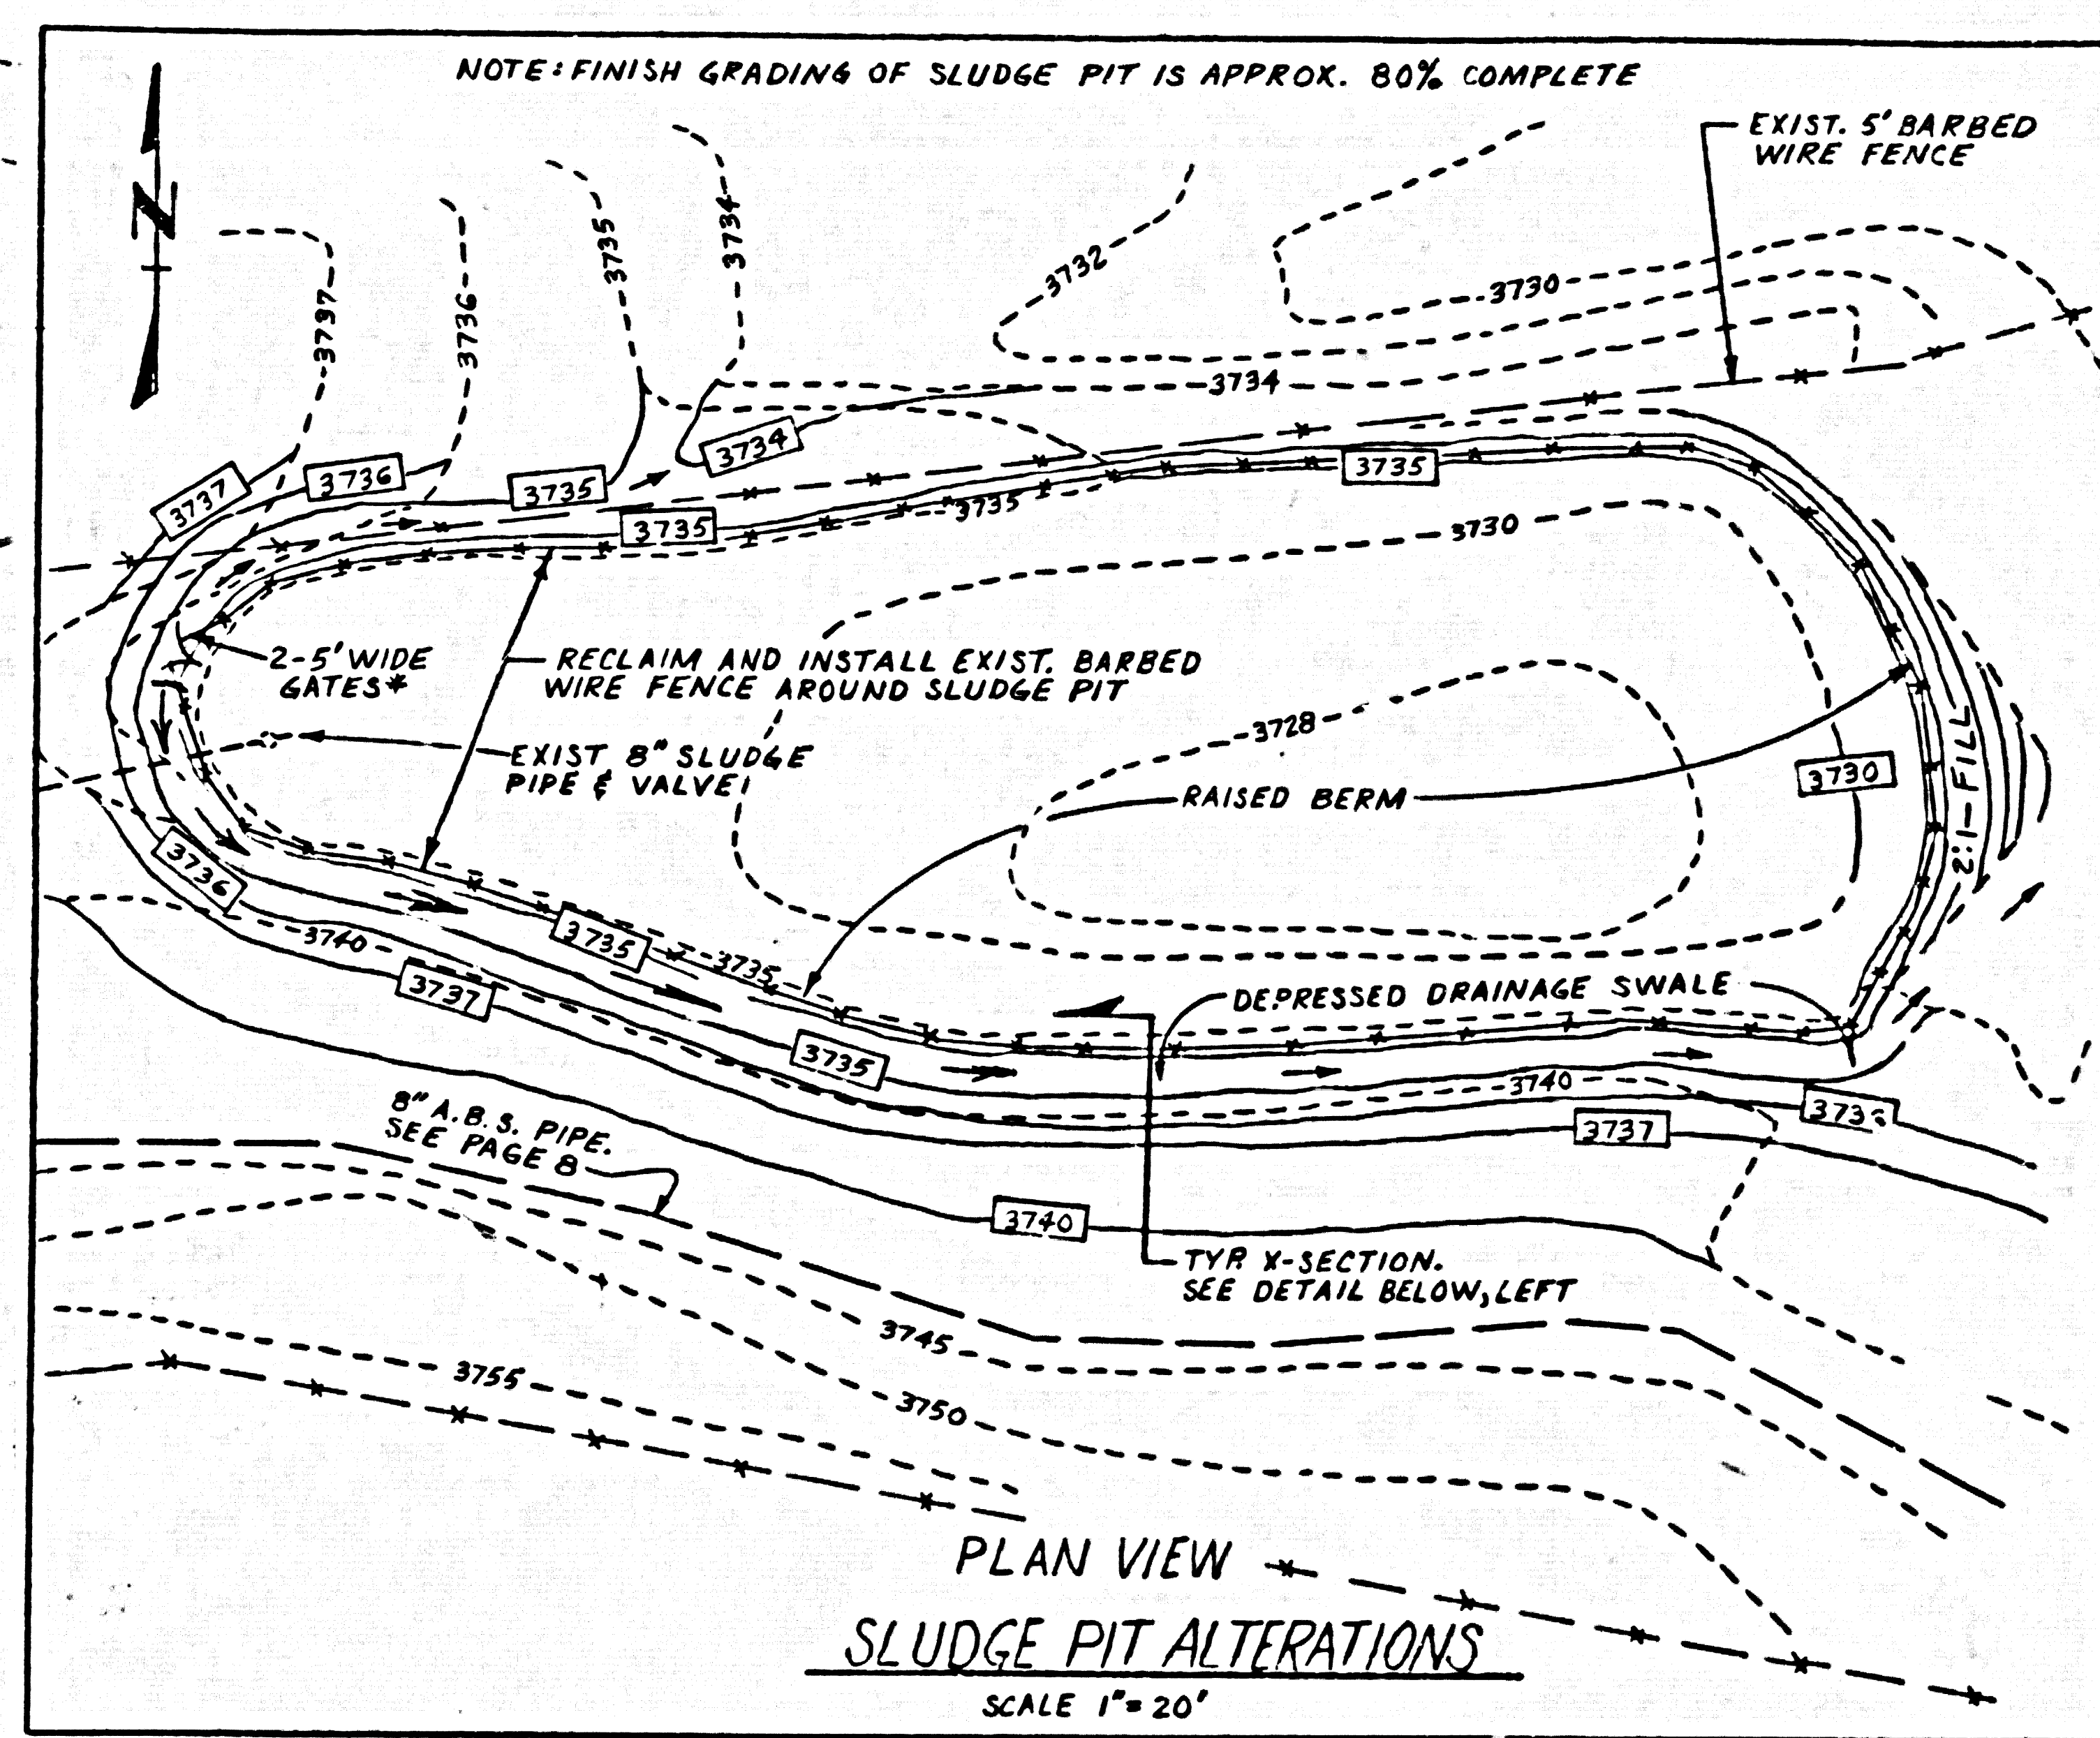 NOTE: FINISH GRADING OF SLUDGE PIT IS APPROX. 80% COMPLETE
EXIST. 5' BARBED
WIRE FENCE
N
3737
3736
3735
3734
3732
3730
3734
3737
3736
3735
3734
3735
3735
3735
3730
2-5' WIDE
GATES*
RECLAIM AND INSTALL EXIST. BARBED
WIRE FENCE AROUND SLUDGE PIT
3728
EXIST 8" SLUDGE
PIPE & VALVE
RAISED BERM
3730
2:1-FILL
3736
3740
3735
3735
3737
DEPRESSED DRAINAGE SWALE
3735
3740
3737
8" A.B.S. PIPE.
SEE PAGE 8
3740
TYP. X-SECTION.
SEE DETAIL BELOW, LEFT
3745
3755
3750
PLAN VIEW
SLUDGE PIT ALTERATIONS
SCALE 1"=20'